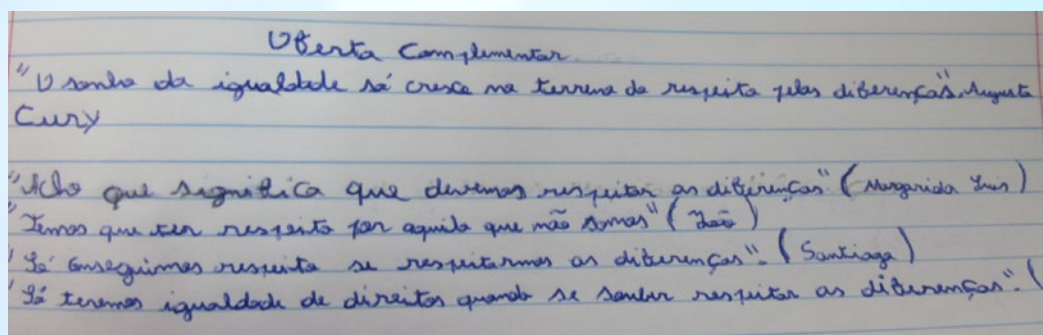 Oferta Complementar.
"O sonho da igualdade só cresce no terreno do respeito pelas diferenças". Augusto
Cury
"Acho que significa que devemos respeitar as diferenças" (Margarida Luis)
"Temos que ter respeito por aquilo que não somos" (João)
"Só conseguimos respeito se respeitarmos as diferenças". (Santiago)
"Só teremos igualdade de direitos quando se souber respeitar as diferenças". (